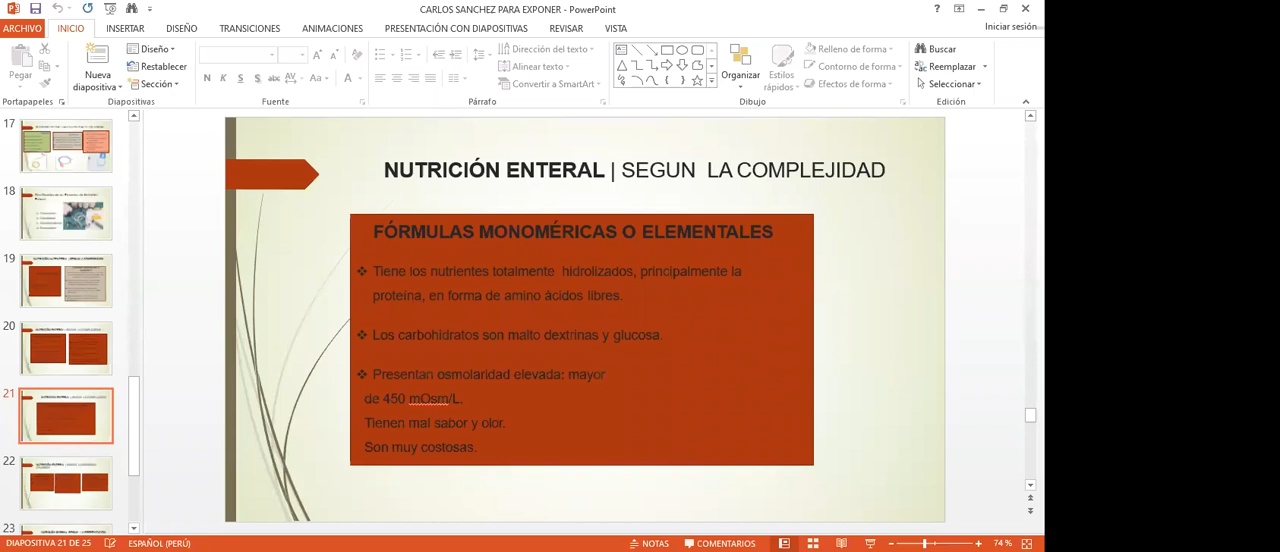 CARLOS SANCHEZ PARA EXPONER - PowerPoint
ARCHIVO INICIO INSERTAR DISEÑO TRANSICIONES ANIMACIONES PRESENTACIÓN CON DIAPOSITIVAS REVISAR VISTA Iniciar sesión
Pegar
Nueva
diapositiva
Diseño
Restablecer
Sección
N K S S abc AV Aa A
Dirección del texto
Alinear texto
Convertir a SmartArt
Organizar
Estilos
rápidos
Relleno de forma
Contorno de forma
Efectos de forma
Buscar
Reemplazar
Seleccionar
Portapapeles Diapositivas Fuente Párrafo Dibujo Edición
17
18
19
20
21
22
23
NUTRICIÓN ENTERAL | SEGUN LA COMPLEJIDAD
FÓRMULAS MONOMÉRICAS O ELEMENTALES
❖ Tiene los nutrientes totalmente hidrolizados, principalmente la
proteína, en forma de amino ácidos libres.
❖ Los carbohidratos son malto dextrinas y glucosa.
❖ Presentan osmolaridad elevada: mayor
de 450 mOsm/L.
Tienen mal sabor y olor.
Son muy costosas.
DIAPOSITIVA 21 DE 25 ESPAÑOL (PERÚ) NOTAS COMENTARIOS 74 %